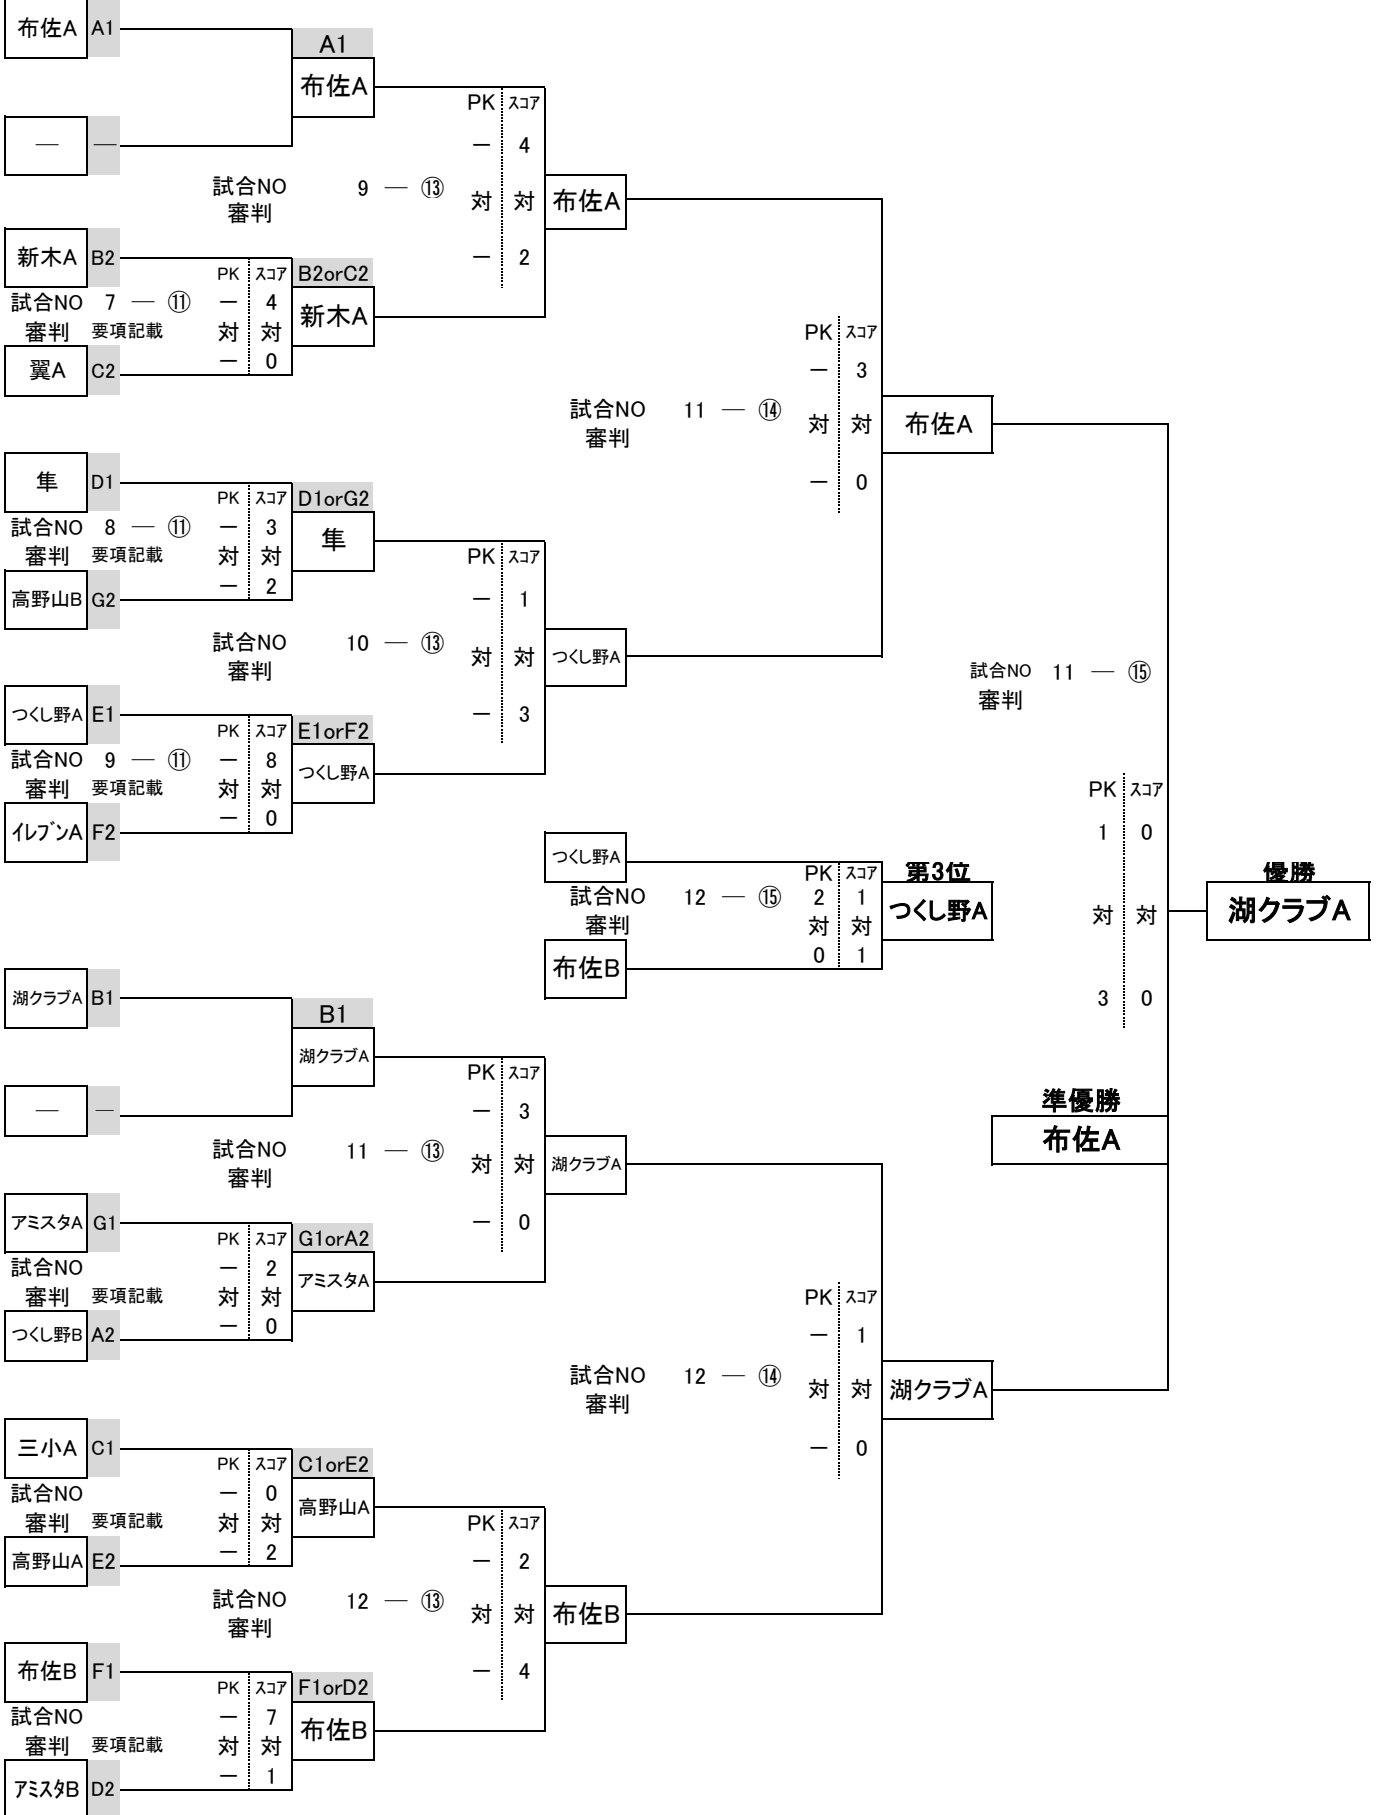 布佐A A1
A1
布佐A
PK スコア
― 4
― ―
試合NO 9 ― ⑬
審判
対 対
布佐A
新木A B2
― 2
PK スコア B2orC2
試合NO 7 ― ⑪ ― 4
新木A
審判 要項記載 対 対
翼A C2 ― 0
PK スコア
― 3
試合NO 11 ― ⑭
審判
対 対
布佐A
隼 D1
― 0
PK スコア D1orG2
試合NO 8 ― ⑪ ― 3
隼
審判 要項記載 対 対
高野山B G2 ― 2
PK スコア
― 1
試合NO 10 ― ⑬
審判
対 対
つくし野A
試合NO 11 ― ⑮
審判
つくし野A E1
― 3
PK スコア E1orF2
試合NO 9 ― ⑪ ― 8
つくし野A
審判 要項記載 対 対
イレブンA F2 ― 0
PK スコア
1 0
つくし野A
PK スコア 第3位
優勝
試合NO 12 ― ⑮ 2 1
審判 対 対
つくし野A
対 対
湖クラブA
布佐B
0 1
湖クラブA B1
3 0
B1
湖クラブA
PK スコア
― ―
― 3
準優勝
布佐A
試合NO 11 ― ⑬
審判
対 対
湖クラブA
アミスタA G1
― 0
PK スコア G1orA2
試合NO ― 2
アミスタA
審判 要項記載 対 対
つくし野B A2 ― 0
PK スコア
― 1
試合NO 12 ― ⑭
審判
対 対
湖クラブA
三小A C1
― 0
PK スコア C1orE2
試合NO ― 0
高野山A
審判 要項記載 対 対
高野山A E2 ― 2
PK スコア
― 2
試合NO 12 ― ⑬
審判
対 対
布佐B
布佐B F1
― 4
PK スコア F1orD2
試合NO ― 7
布佐B
審判 要項記載 対 対
アミスタB D2 ― 1